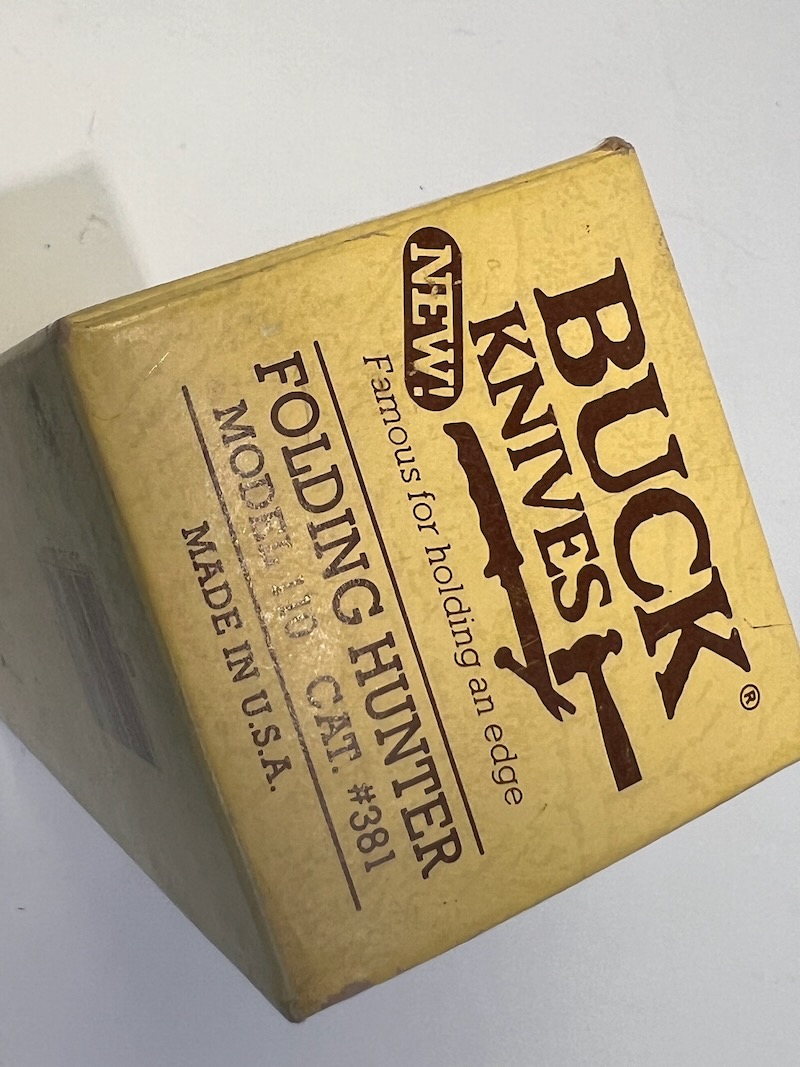 BUCK®
KNIVES
NEW!
Famous for holding an edge
FOLDING HUNTER
MODEL 110 CAT. #381
MADE IN U.S.A.